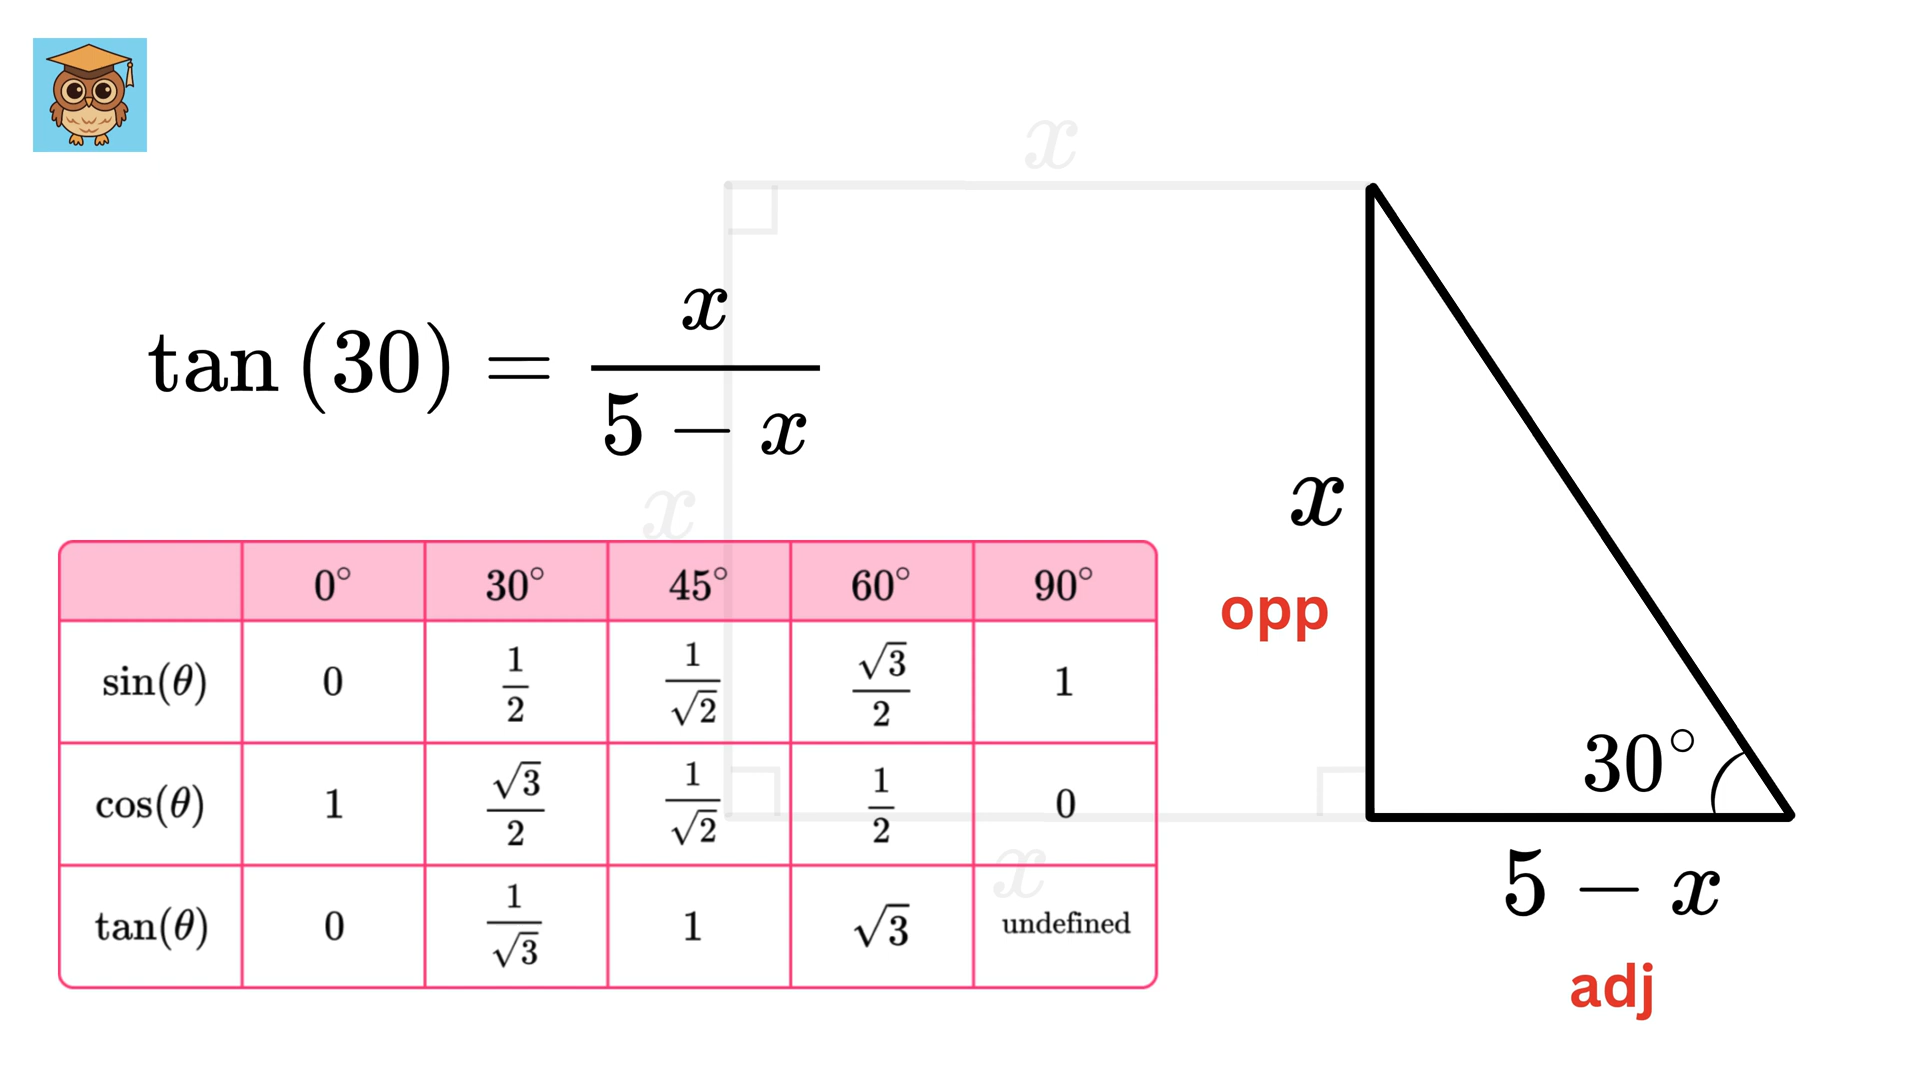 x
tan (30) = x / (5 − x)
x
0° 30° 45° 60° 90°
sin(θ) 0 1/2 1/√2 √3/2 1
cos(θ) 1 √3/2 1/√2 1/2 0
tan(θ) 0 1/√3 1 √3 undefined
x
x
opp
30°
5 − x
adj